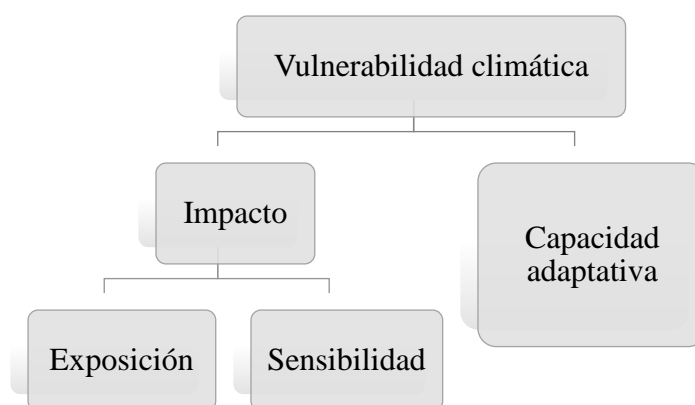 Vulnerabilidad climática
Impacto
Capacidad
adaptativa
Exposición
Sensibilidad